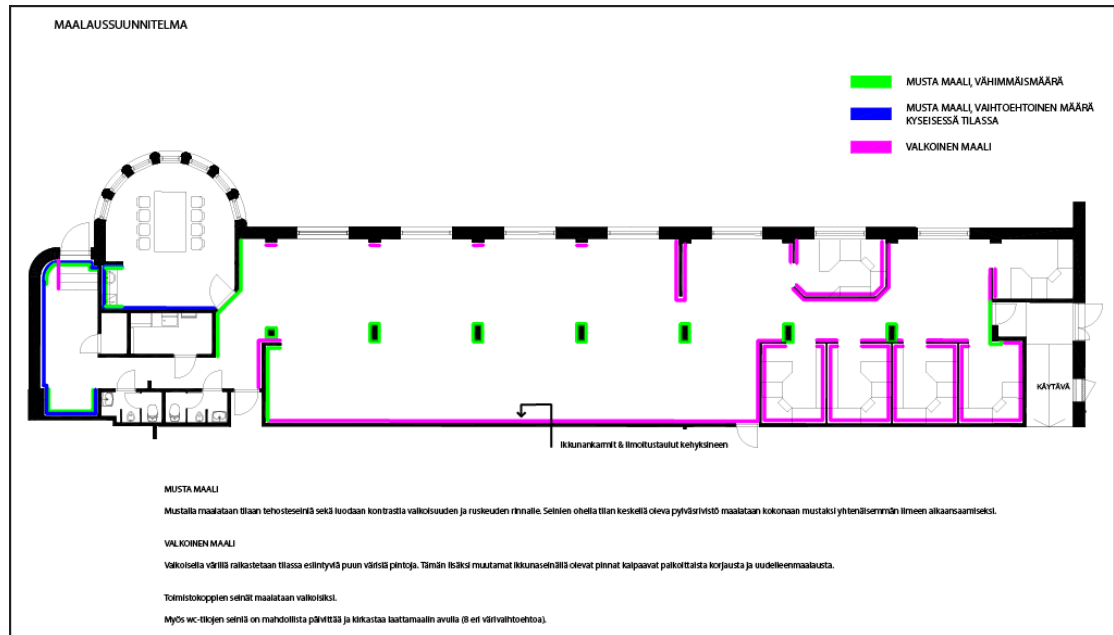 MAALAUSSUUNNITELMA
MUSTA MAALI, VÄHIMMÄISMÄÄRÄ
MUSTA MAALI, VAIHTOEHTOINEN MÄÄRÄ
KYSEISESSÄ TILASSA
VALKOINEN MAALI
KÄYTÄVÄ
Ikkunankarmit & ilmoitustaulut kehyksineen
MUSTA MAALI
Mustalla maalataan tilaan tehosteseiniä sekä luodaan kontrastia valkoisuuden ja ruskeuden rinnalle. Seinien ohella tilan keskellä oleva pylväsrivistö maalataan kokonaan mustaksi yhtenäisemmän ilmeen aikaansaamiseksi.
VALKOINEN MAALI
Valkoisella värillä raikastetaan tilassa esiintyviä puun värisiä pintoja. Tämän lisäksi muutamat ikkunaseinällä olevat pinnat kaipaavat paikoittaista korjausta ja uudelleenmaalausta.
Toimistokoppien seinät maalataan valkoisiksi.
Myös wc-tilojen seiniä on mahdollista päivittää ja kirkastaa laattamaalin avulla (8 eri värivaihtoehtoa).